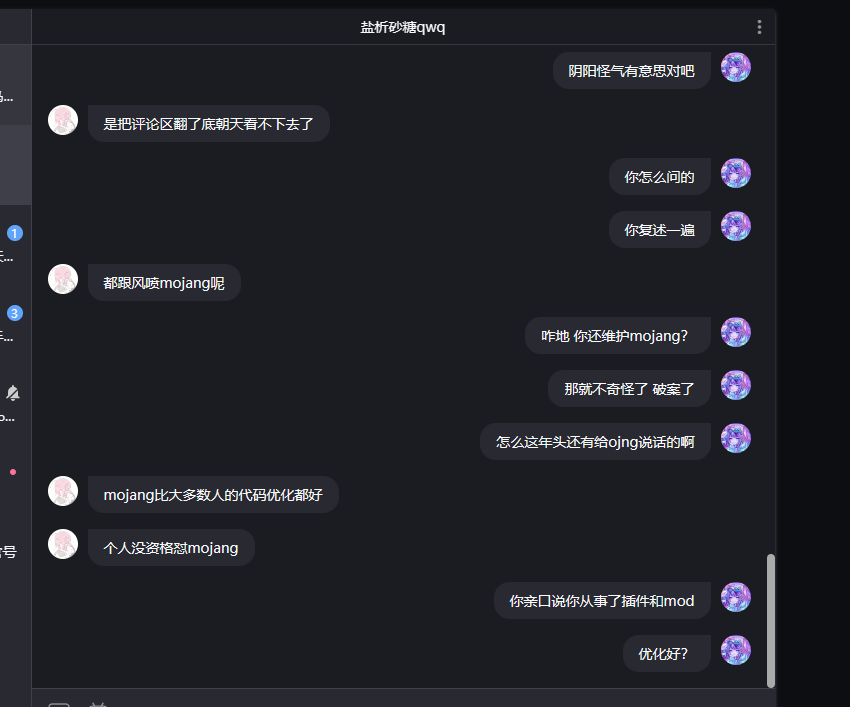 盐析砂糖qwq
阴阳怪气有意思对吧
是把评论区翻了底朝天看不下去了
你怎么问的
你复述一遍
1
都跟风喷mojang呢
3
咋地 你还维护mojang?
那就不奇怪了 破案了
怎么这年头还有给ojng说话的啊
mojang比大多数人的代码优化都好
个人没资格怼mojang
号
你亲口说你从事了插件和mod
优化好?